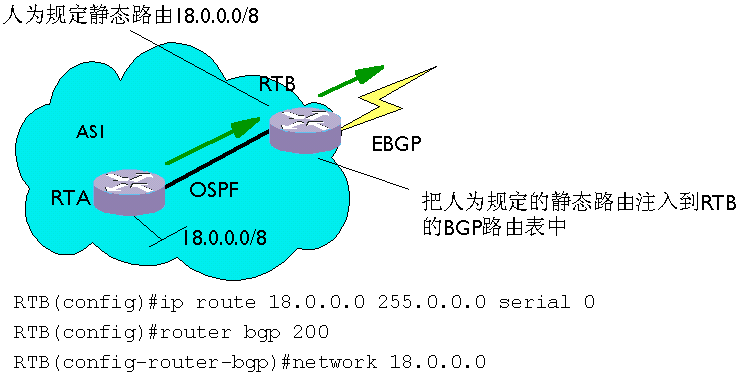 人为规定静态路由18.0.0.0/8
RTB
AS1
EBGP
OSPF
RTA
18.0.0.0/8
把人为规定的静态路由注入到RTB
的BGP路由表中
RTB(config)#ip route 18.0.0.0 255.0.0.0 serial 0
RTB(config)#router bgp 200
RTB(config-router-bgp)#network 18.0.0.0